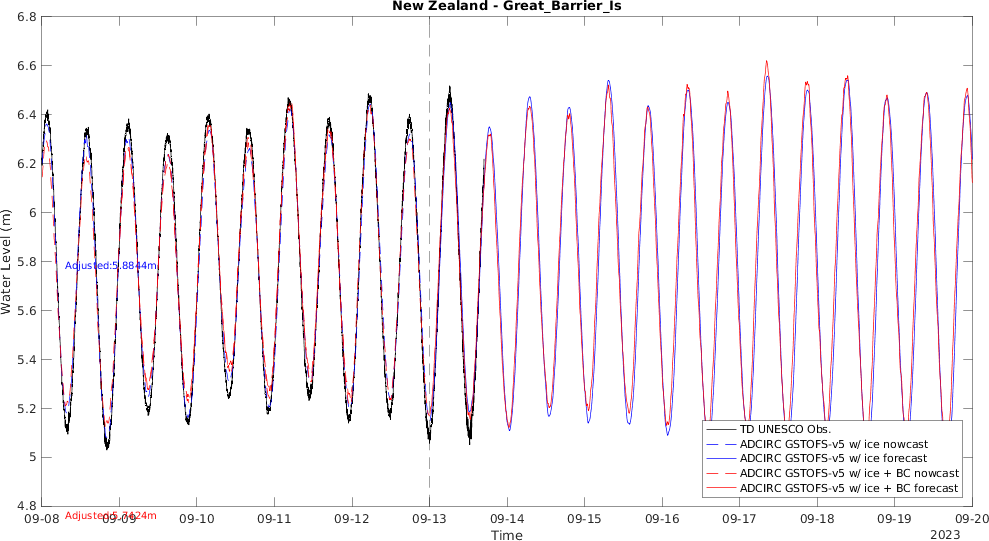 New Zealand - Great_Barrier_Is
Water Level (m)
6.8
6.6
6.4
6.2
6
5.8
5.6
5.4
5.2
5
4.8
Adjusted:5.8844m
Adjusted:5.7424m
TD UNESCO Obs.
ADCIRC GSTOFS-v5 w/ ice nowcast
ADCIRC GSTOFS-v5 w/ ice forecast
ADCIRC GSTOFS-v5 w/ ice + BC nowcast
ADCIRC GSTOFS-v5 w/ ice + BC forecast
09-08 09-09 09-10 09-11 09-12 09-13 09-14 09-15 09-16 09-17 09-18 09-19 09-20
Time
2023